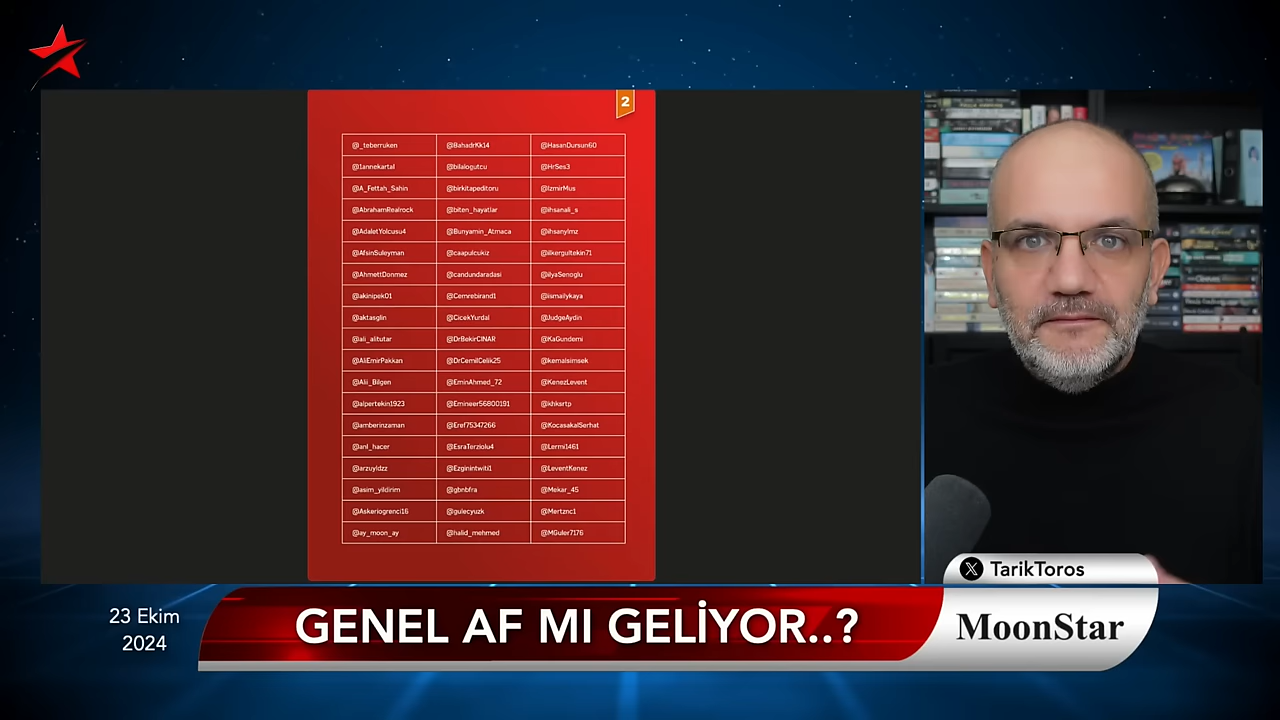 2
@i_teberruken @BahadrKk14 @HasanDursun60
@1annekartal @bilalogutcu @HrSes3
@A_Fettah_Sahin @birkitapeditoru @IzmirMus
@AbrahamRealrock @biten_hayatlar @ihsanali_s
@AdaletYolcusu4 @Bunyamin_Atmaca @ihsanylmz
@AfsinSuleyman @caapulcukiz @ilkergultekin71
@AhmettDonmez @candundaradasi @ilyaSenoglu
@akinipek01 @Cemrebirand1 @ismailykaya
@aktasglin @CicekYurdal @JudgeAydin
@ali_alitutar @DrBekirCINAR @KaGundemi
@AliEmirPakkan @DrCemilCelik25 @kemalsimsek
@Alii_Bilgen @EminAhmed_72 @KenezLevent
@alpertekin1923 @Emineer56800191 @khksrtp
@amberinzaman @Eref75347266 @KocasakalSerhat
@anl_hacer @EsraTerziolu4 @Lermi1461
@arzuyldzz @Ezginintwiti1 @LeventKenez
@asim_yildirim @gbnbfra @Mekar_45
@Askeriogrenci16 @gulecyuzk @Mertznc1
@ay_moon_ay @halid_mehmed @MGuler7176
X TarikToros
23 Ekim
2024
GENEL AF MI GELİYOR..?
MoonStar